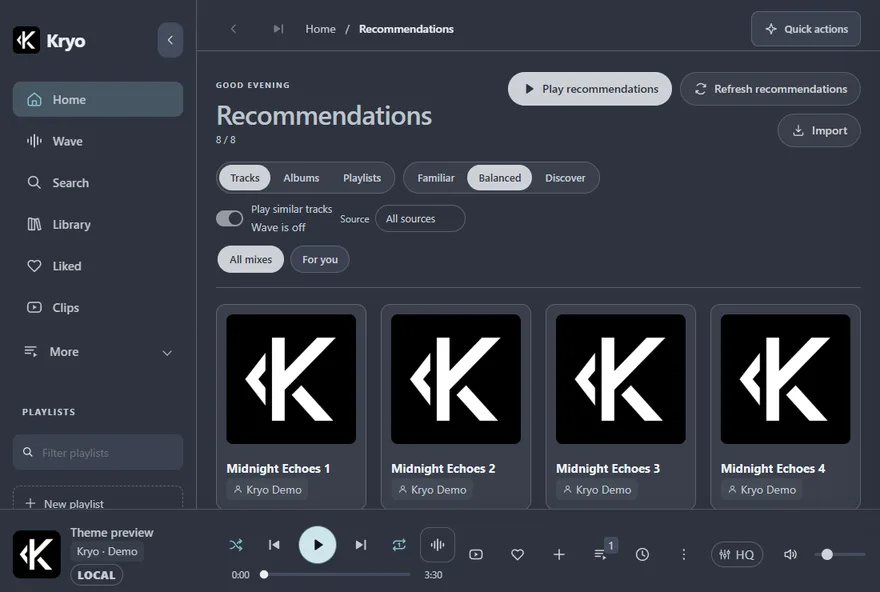 Kryo
Home
Wave
Search
Library
Liked
Clips
More
PLAYLISTS
Filter playlists
New playlist
Home / Recommendations
Quick actions
GOOD EVENING
Recommendations
8 / 8
Play recommendations
Refresh recommendations
Import
Tracks Albums Playlists
Familiar Balanced Discover
Play similar tracks
Wave is off
Source
All sources
All mixes
For you
Midnight Echoes 1
Kryo Demo
Midnight Echoes 2
Kryo Demo
Midnight Echoes 3
Kryo Demo
Midnight Echoes 4
Kryo Demo
Theme preview
Kryo · Demo
LOCAL
0:00
3:30
1
HQ